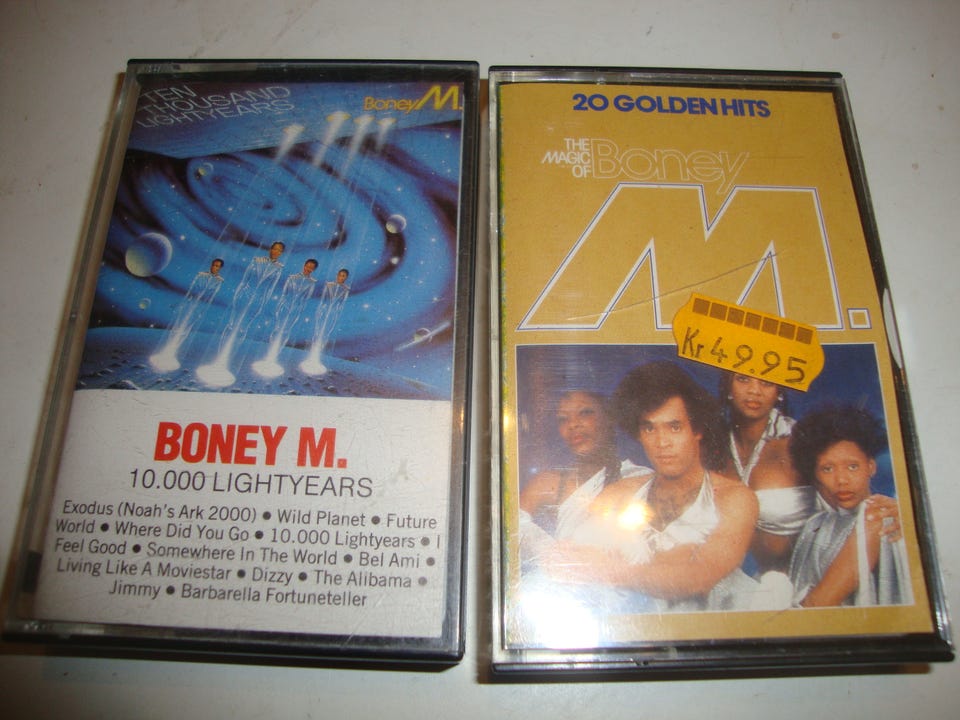 TEN
THOUSAND
LIGHTYEARS
Boney M.
BONEY M.
10.000 LIGHTYEARS
Exodus (Noah's Ark 2000) ● Wild Planet ● Future
World ● Where Did You Go ● 10.000 Lightyears ● I
Feel Good ● Somewhere In The World ● Bel Ami ●
Living Like A Moviestar ● Dizzy ● The Alibama ●
Jimmy ● Barbarella Fortuneteller
20 GOLDEN HITS
THE
MAGIC
OF
Boney
M.
Kr 49.95